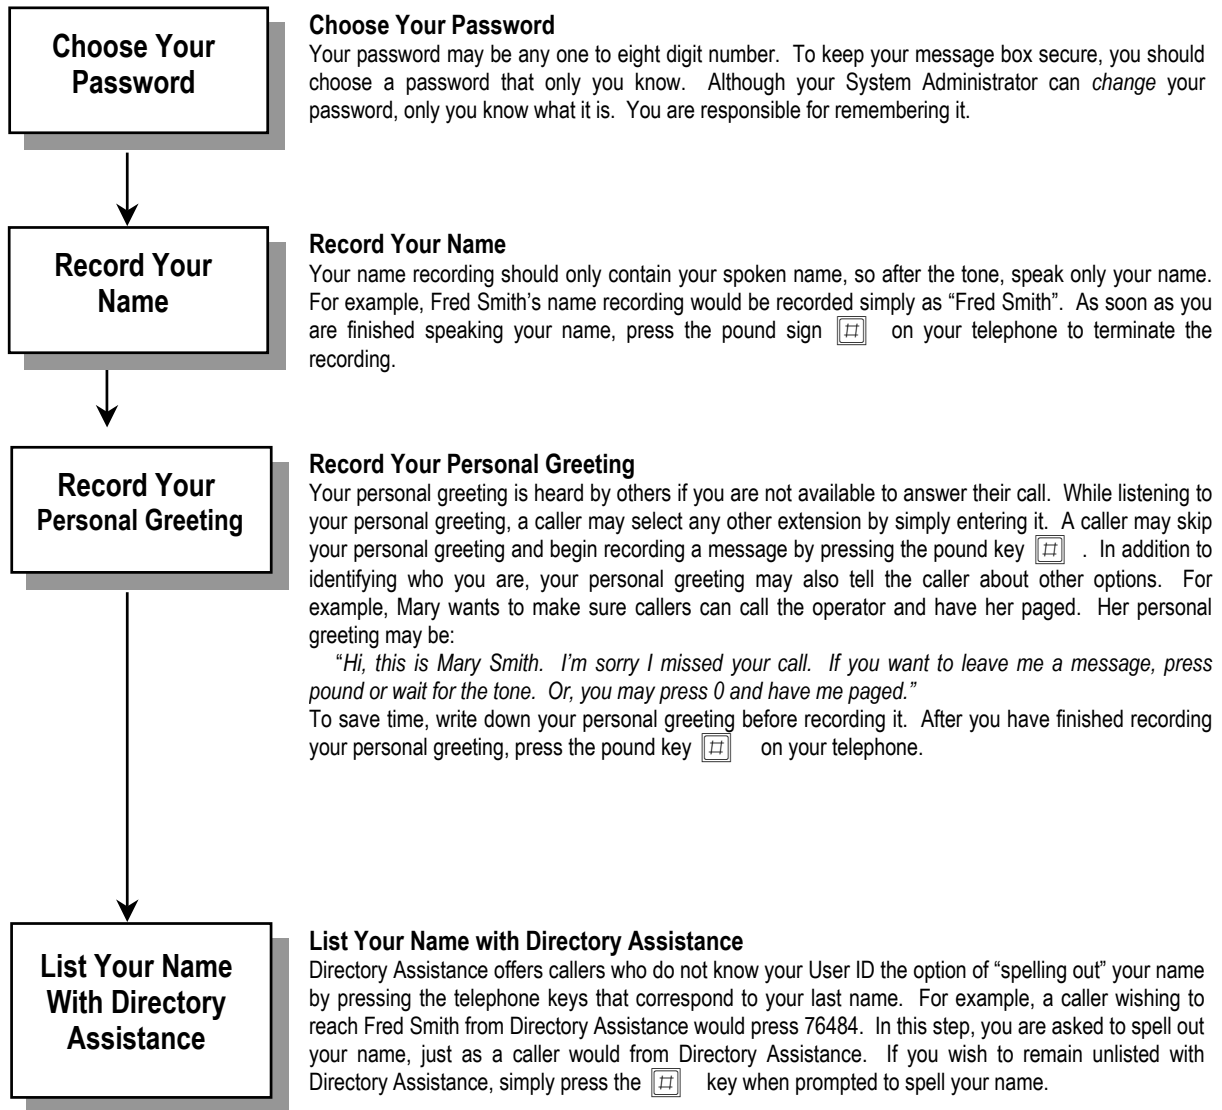 Choose Your
Password
Choose Your Password
Your password may be any one to eight digit number. To keep your message box secure, you should
choose a password that only you know. Although your System Administrator can change your
password, only you know what it is. You are responsible for remembering it.
Record Your
Name
Record Your Name
Your name recording should only contain your spoken name, so after the tone, speak only your name.
For example, Fred Smith’s name recording would be recorded simply as “Fred Smith”. As soon as you
are finished speaking your name, press the pound sign # on your telephone to terminate the
recording.
Record Your
Personal Greeting
Record Your Personal Greeting
Your personal greeting is heard by others if you are not available to answer their call. While listening to
your personal greeting, a caller may select any other extension by simply entering it. A caller may skip
your personal greeting and begin recording a message by pressing the pound key # . In addition to
identifying who you are, your personal greeting may also tell the caller about other options. For
example, Mary wants to make sure callers can call the operator and have her paged. Her personal
greeting may be:
“Hi, this is Mary Smith. I’m sorry I missed your call. If you want to leave me a message, press
pound or wait for the tone. Or, you may press 0 and have me paged.”
To save time, write down your personal greeting before recording it. After you have finished recording
your personal greeting, press the pound key # on your telephone.
List Your Name
With Directory
Assistance
List Your Name with Directory Assistance
Directory Assistance offers callers who do not know your User ID the option of “spelling out” your name
by pressing the telephone keys that correspond to your last name. For example, a caller wishing to
reach Fred Smith from Directory Assistance would press 76484. In this step, you are asked to spell out
your name, just as a caller would from Directory Assistance. If you wish to remain unlisted with
Directory Assistance, simply press the # key when prompted to spell your name.